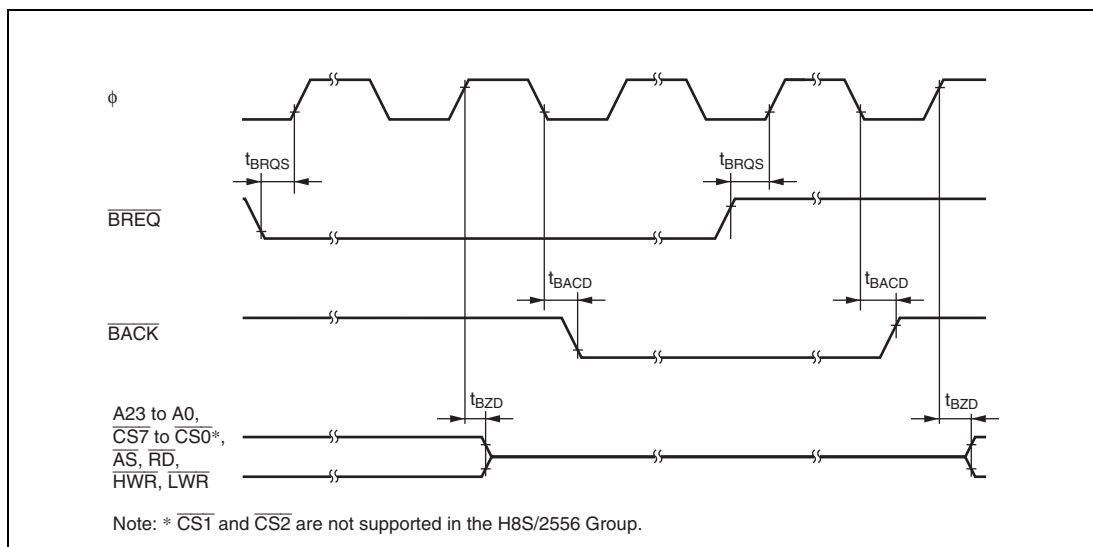 ϕ
tBRQS
tBRQS
BREQ
tBACD
tBACD
BACK
tBZD
tBZD
A23 to A0,
CS7 to CS0*,
AS, RD,
HWR, LWR
Note: * CS1 and CS2 are not supported in the H8S/2556 Group.